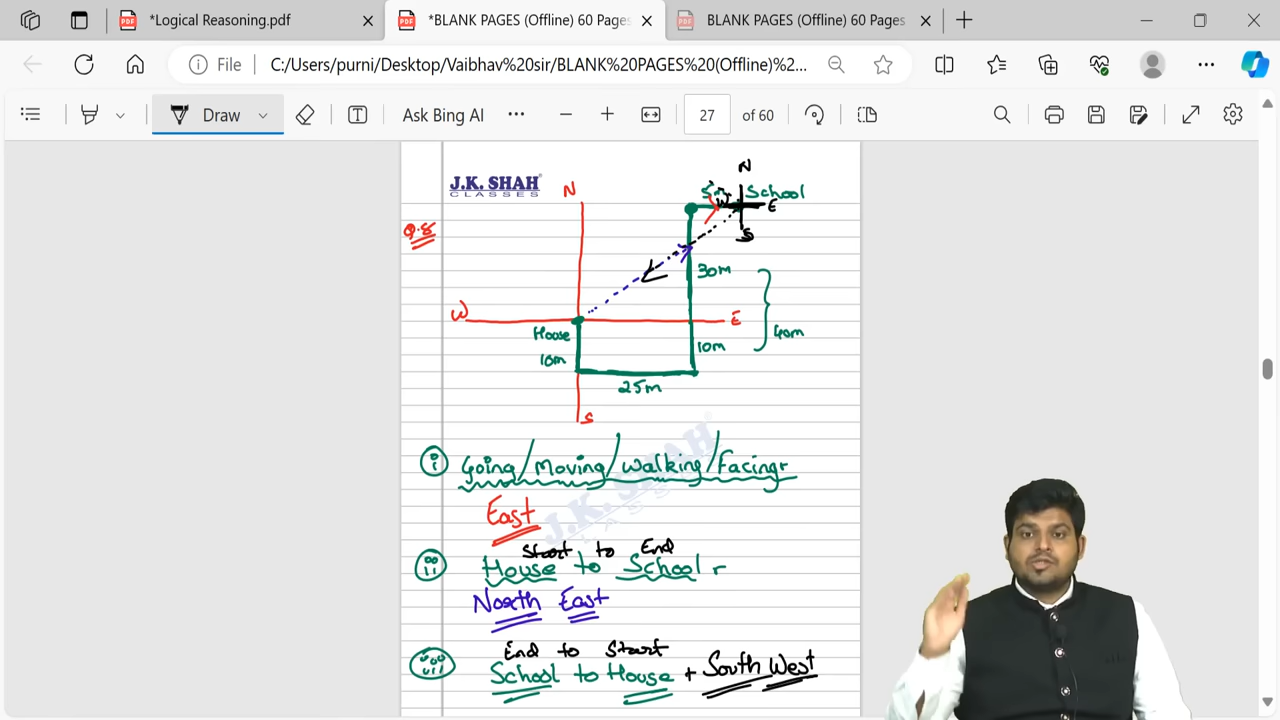 *Logical Reasoning.pdf
*BLANK PAGES (Offline) 60 Pages
BLANK PAGES (Offline) 60 Pages
File
C:/Users/purni/Desktop/Vaibhav%20sir/BLANK%20PAGES%20(Offline)%2...
Draw
Ask Bing AI
27
of 60
J.K. SHAH
CLASSES
N
N
5m
School
W
E
S
Q.8
30m
W
E
House
10m
10m
40m
25m
S
i
Going/Moving/Walking/Facing
East
Start to End
ii
House to School
North East
End to Start
iii
School to House
South West
J.K. SHAH